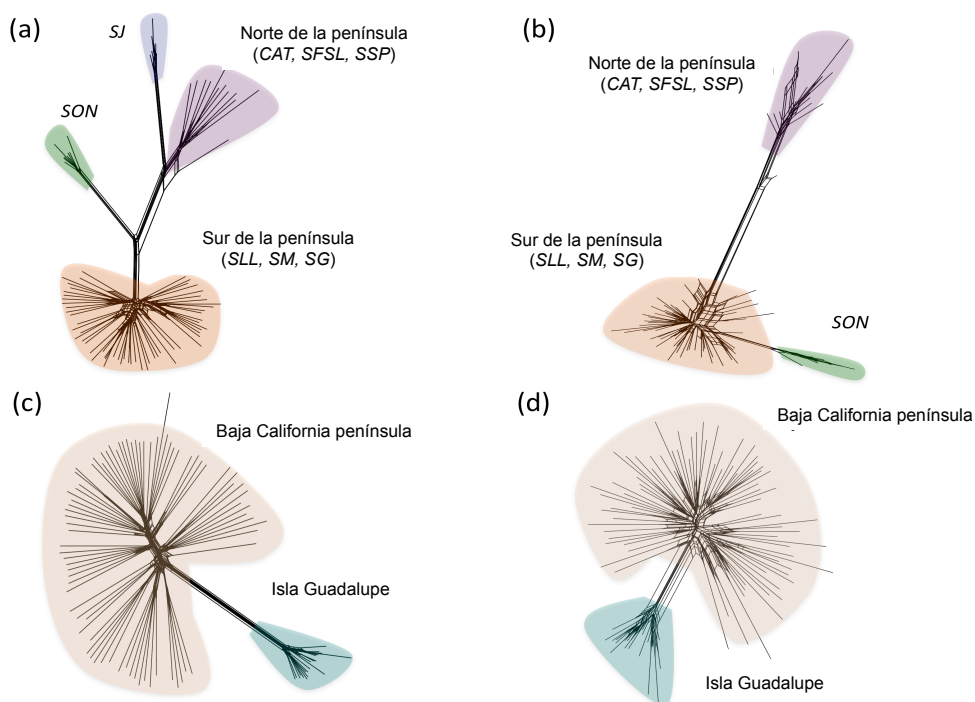 (a)
SJ
Norte de la península
(CAT, SFSL, SSP)
SON
Sur de la península
(SLL, SM, SG)
(b)
Norte de la península
(CAT, SFSL, SSP)
Sur de la península
(SLL, SM, SG)
SON
(c)
Baja California península
Isla Guadalupe
(d)
Baja California península
Isla Guadalupe